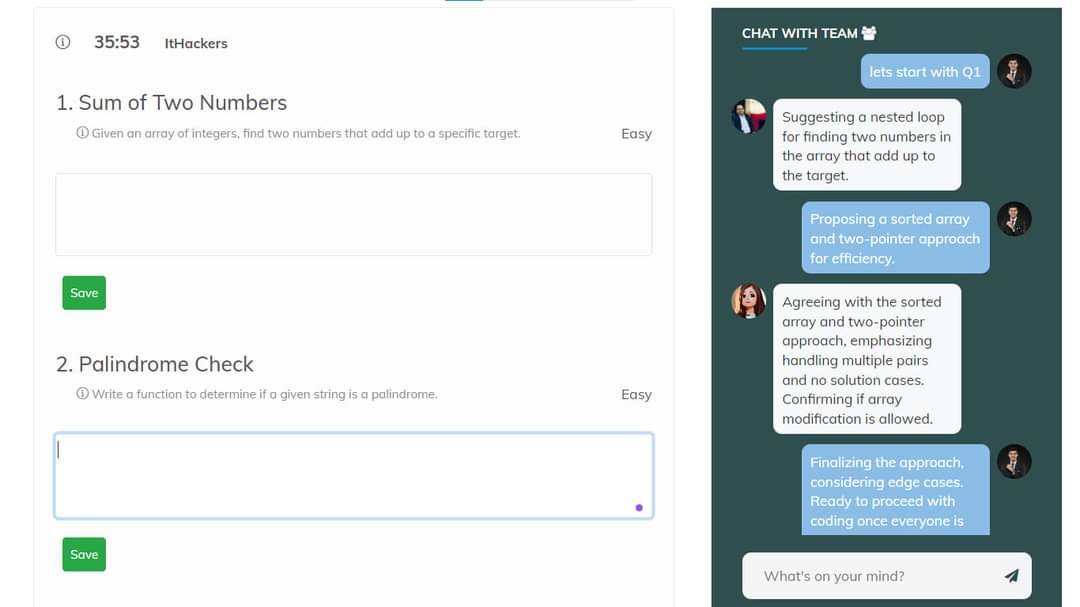 35:53 ItHackers
1. Sum of Two Numbers
Given an array of integers, find two numbers that add up to a specific target.
Easy
Save
2. Palindrome Check
Write a function to determine if a given string is a palindrome.
Easy
Save
CHAT WITH TEAM
lets start with Q1
Suggesting a nested loop
for finding two numbers in
the array that add up to
the target.
Proposing a sorted array
and two-pointer approach
for efficiency.
Agreeing with the sorted
array and two-pointer
approach, emphasizing
handling multiple pairs
and no solution cases.
Confirming if array
modification is allowed.
Finalizing the approach,
considering edge cases.
Ready to proceed with
coding once everyone is
What's on your mind?